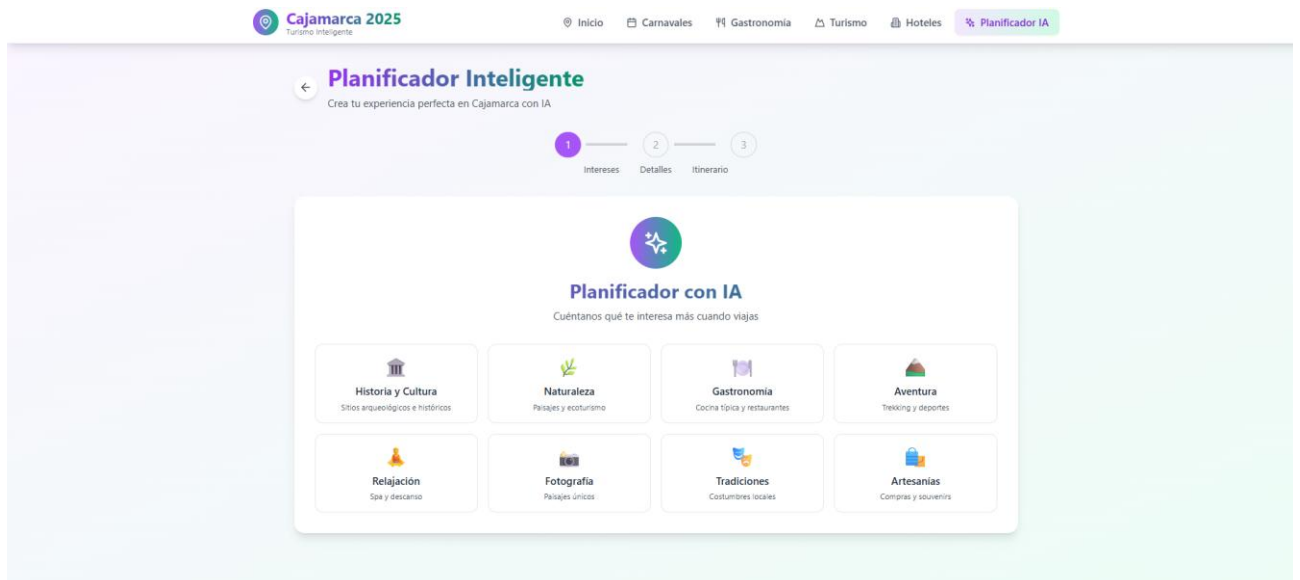 Cajamarca 2025
Turismo Inteligente
Inicio
Carnavales
Gastronomía
Turismo
Hoteles
Planificador IA
Planificador Inteligente
Crea tu experiencia perfecta en Cajamarca con IA
1
2
3
Intereses
Detalles
Itinerario
Planificador con IA
Cuéntanos qué te interesa más cuando viajas
Historia y Cultura
Sitios arqueológicos e históricos
Naturaleza
Paisajes y ecoturismo
Gastronomía
Cocina típica y restaurantes
Aventura
Trekking y deportes
Relajación
Spa y descanso
Fotografía
Paisajes únicos
Tradiciones
Costumbres locales
Artesanías
Compras y souvenirs